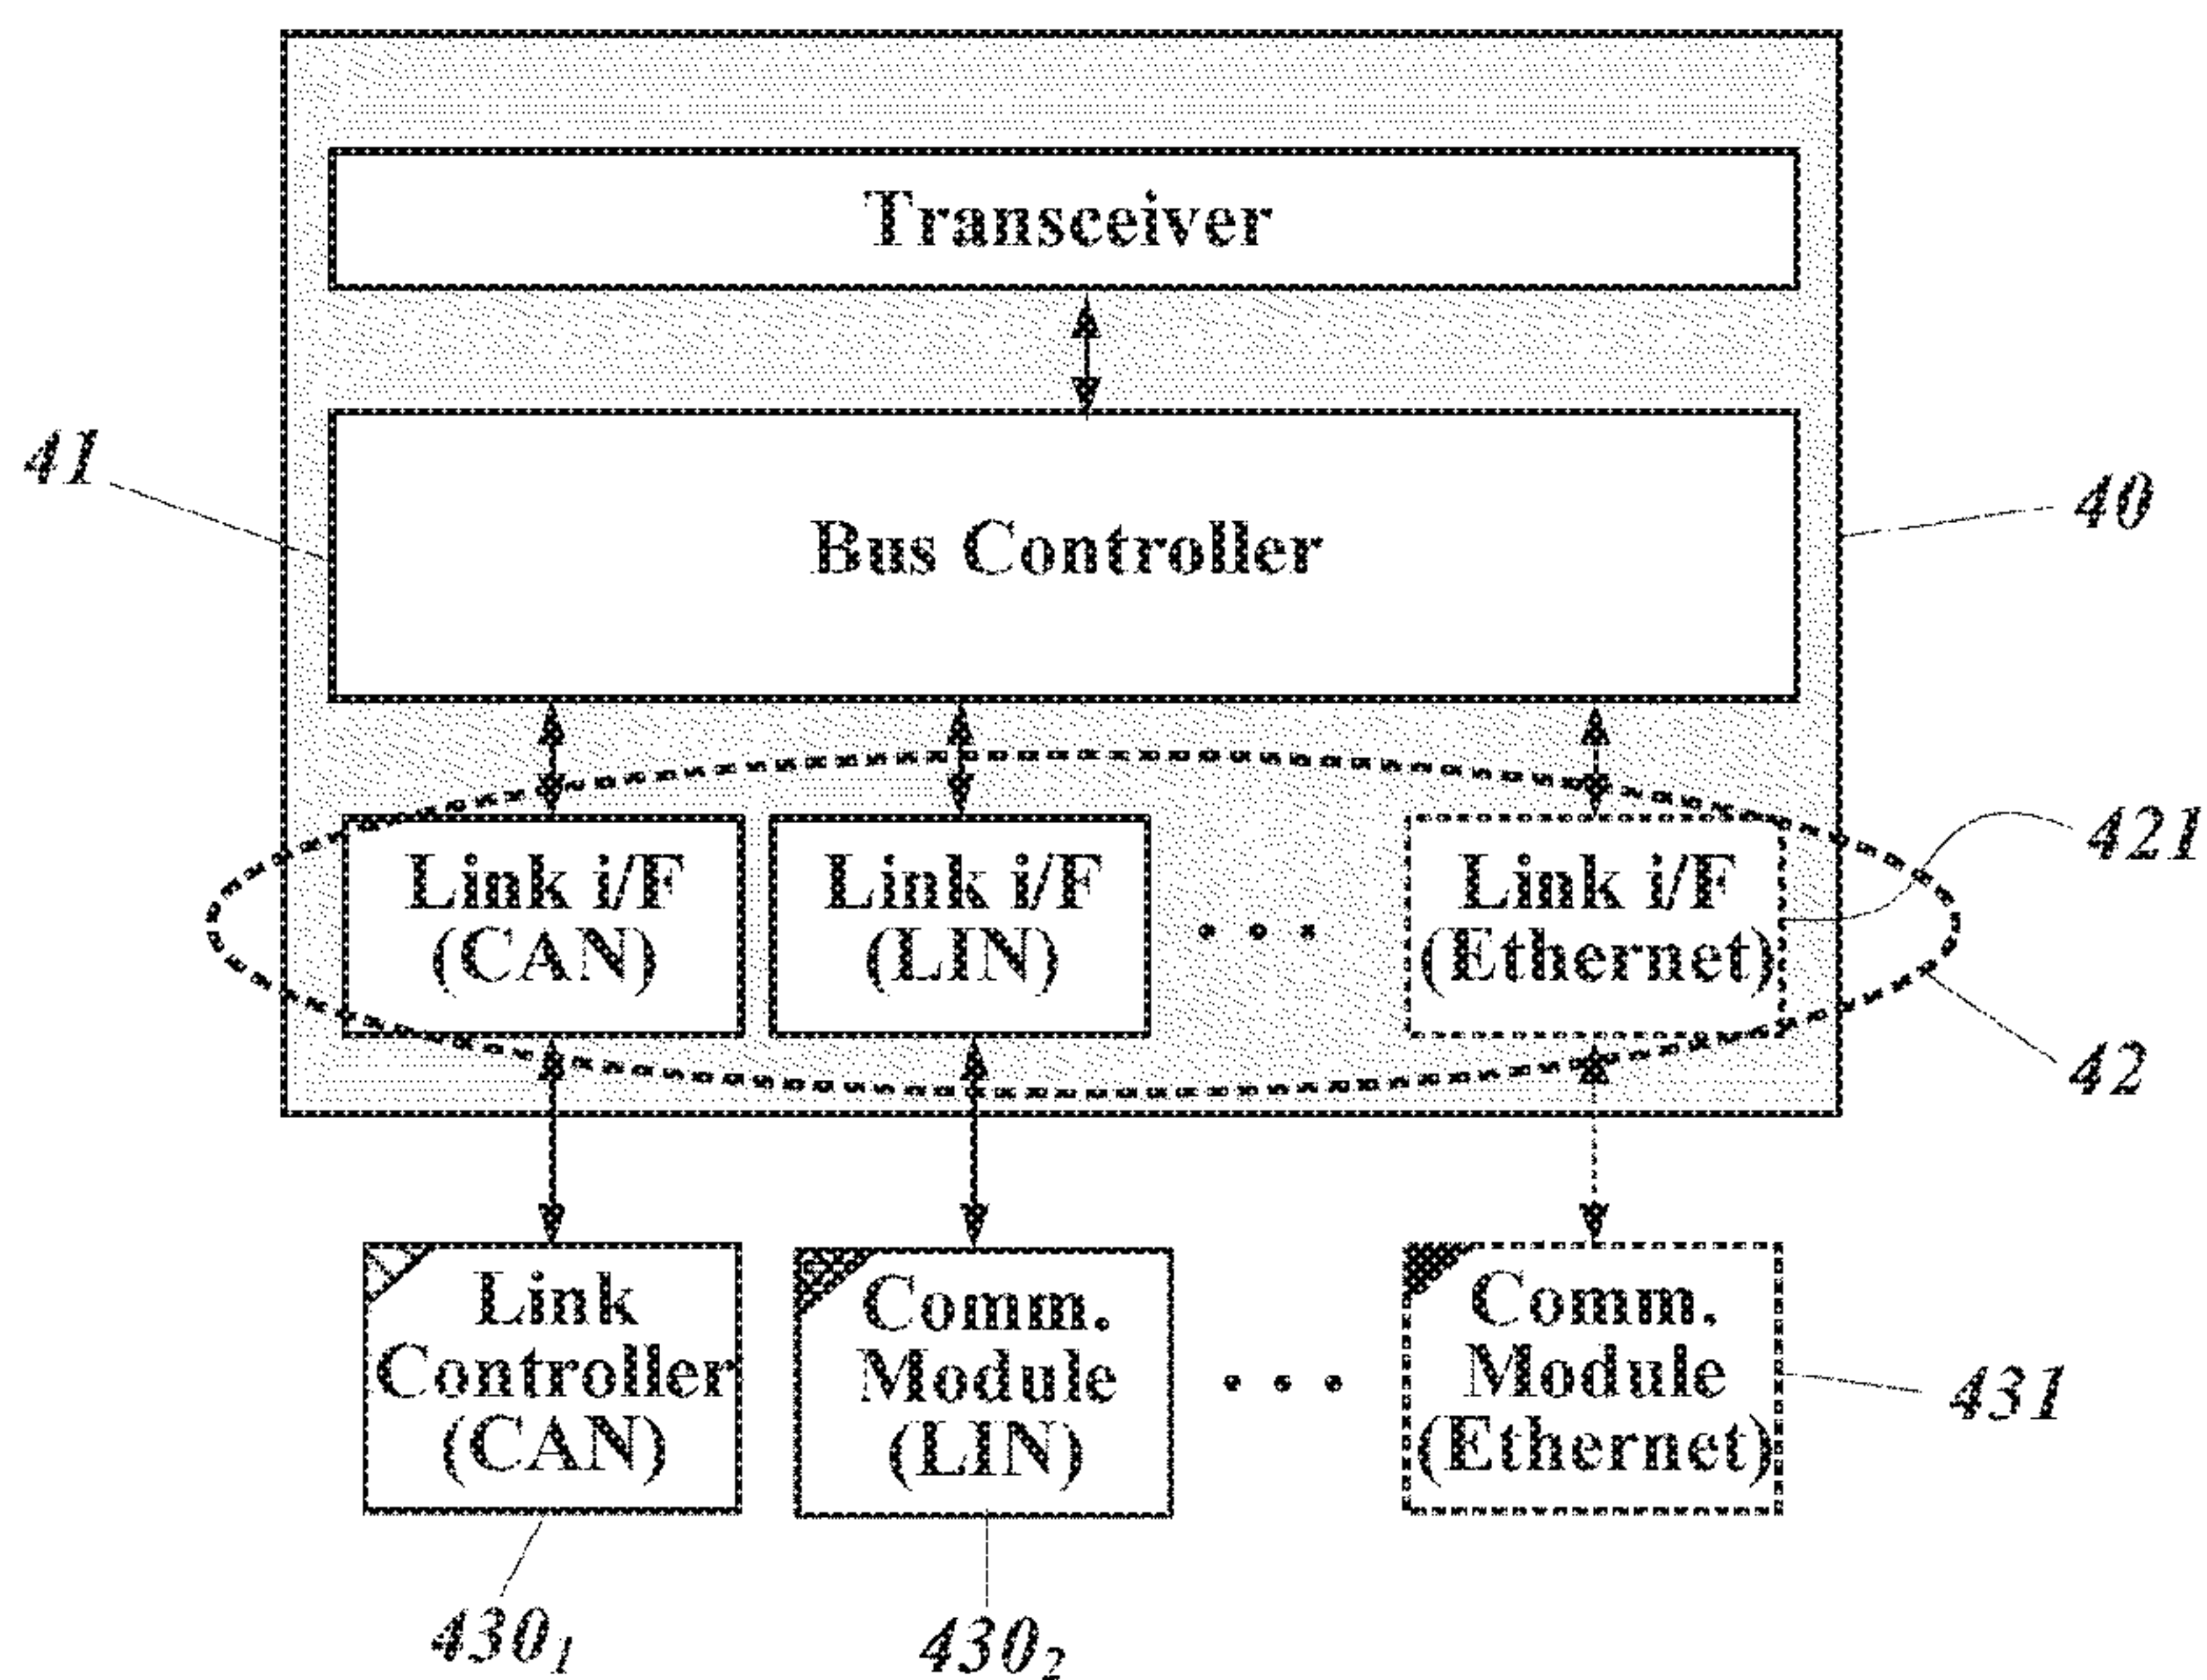 Transceiver
41
Bus Controller
40
Link i/F
(CAN)
Link i/F
(LIN)
• • •
Link i/F
(Ethernet)
421
42
Link
Controller
(CAN)
Comm.
Module
(LIN)
• • •
Comm.
Module
(Ethernet)
431
430₁
430₂